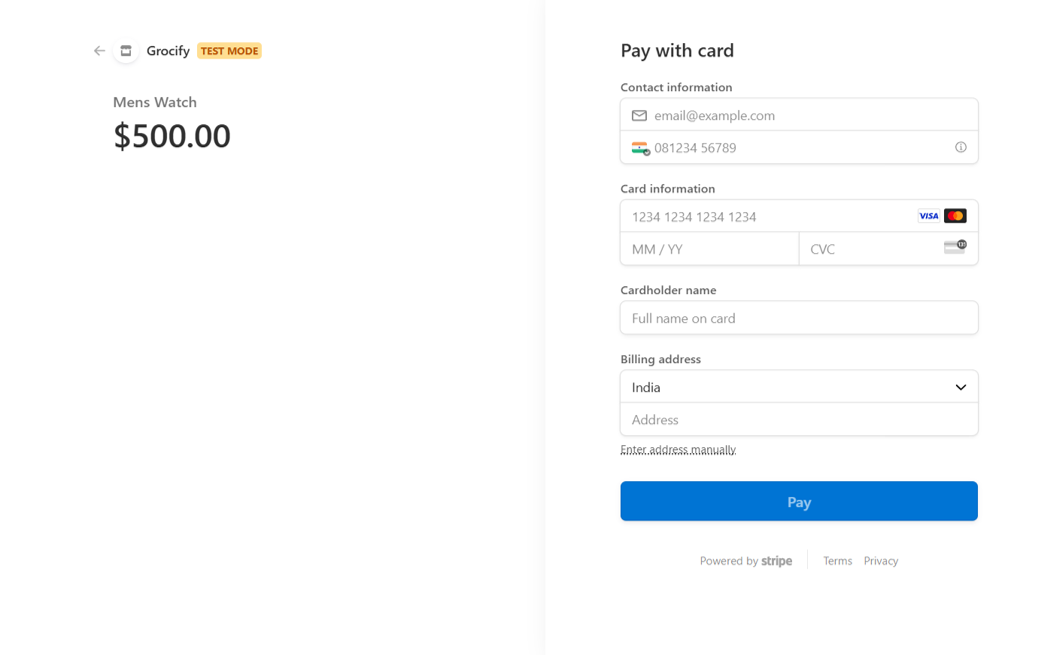 Grocify TEST MODE
Mens Watch
$500.00
Pay with card
Contact information
email@example.com
081234 56789
Card information
1234 1234 1234 1234 VISA
MM / YY CVC
Cardholder name
Full name on card
Billing address
India
Address
Enter address manually
Pay
Powered by stripe Terms Privacy